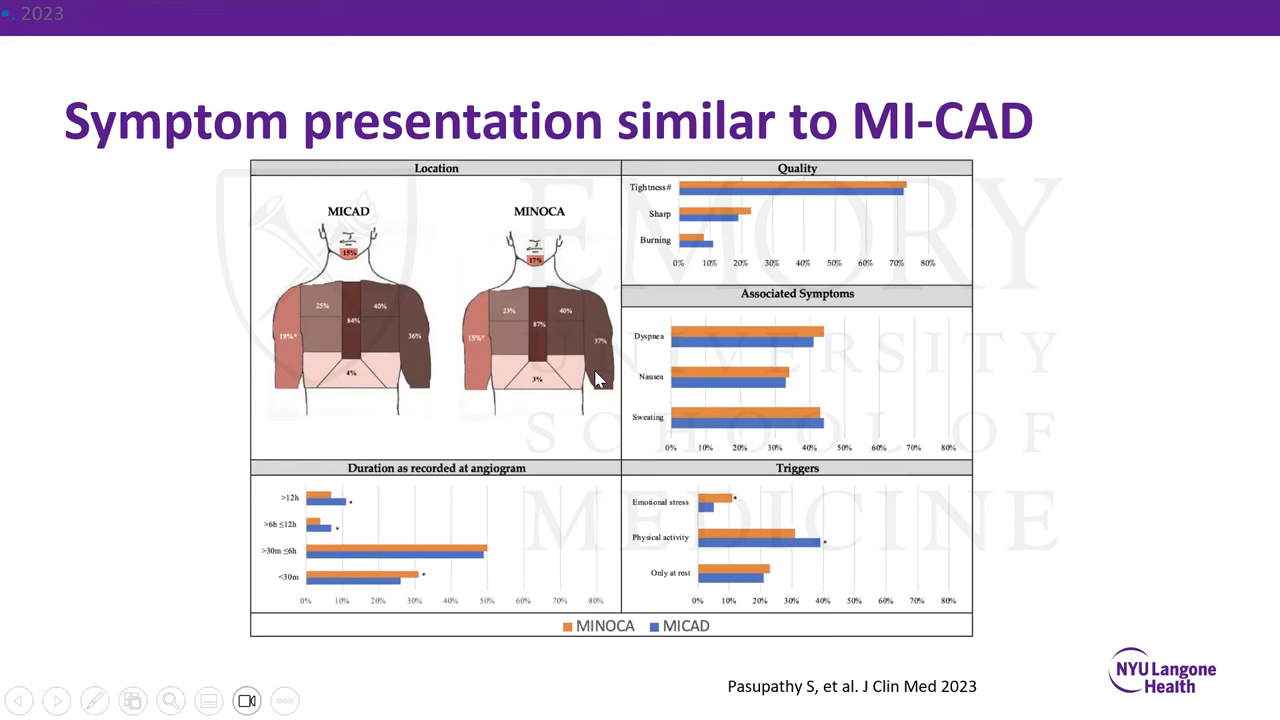 . 2023
Symptom presentation similar to MI-CAD
Location
MICAD
MINOCA
15%
25%
40%
84%
19%*
36%
4%
17%
23%
40%
87%
15%*
37%
3%
Quality
Tightness#
Sharp
Burning
0% 10% 20% 30% 40% 50% 60% 70% 80%
Associated Symptoms
Dyspnea
Nausea
Sweating
0% 10% 20% 30% 40% 50% 60% 70% 80%
Duration as recorded at angiogram
>12h
*
>6h ≤12h
*
>30m ≤6h
<30m
*
0% 10% 20% 30% 40% 50% 60% 70% 80%
Triggers
Emotional stress
*
Physical activity
*
Only at rest
0% 10% 20% 30% 40% 50% 60% 70% 80%
MINOCA MICAD
EMORY
UNIVERSITY
SCHOOL OF
MEDICINE
Pasupathy S, et al. J Clin Med 2023
NYU Langone
Health